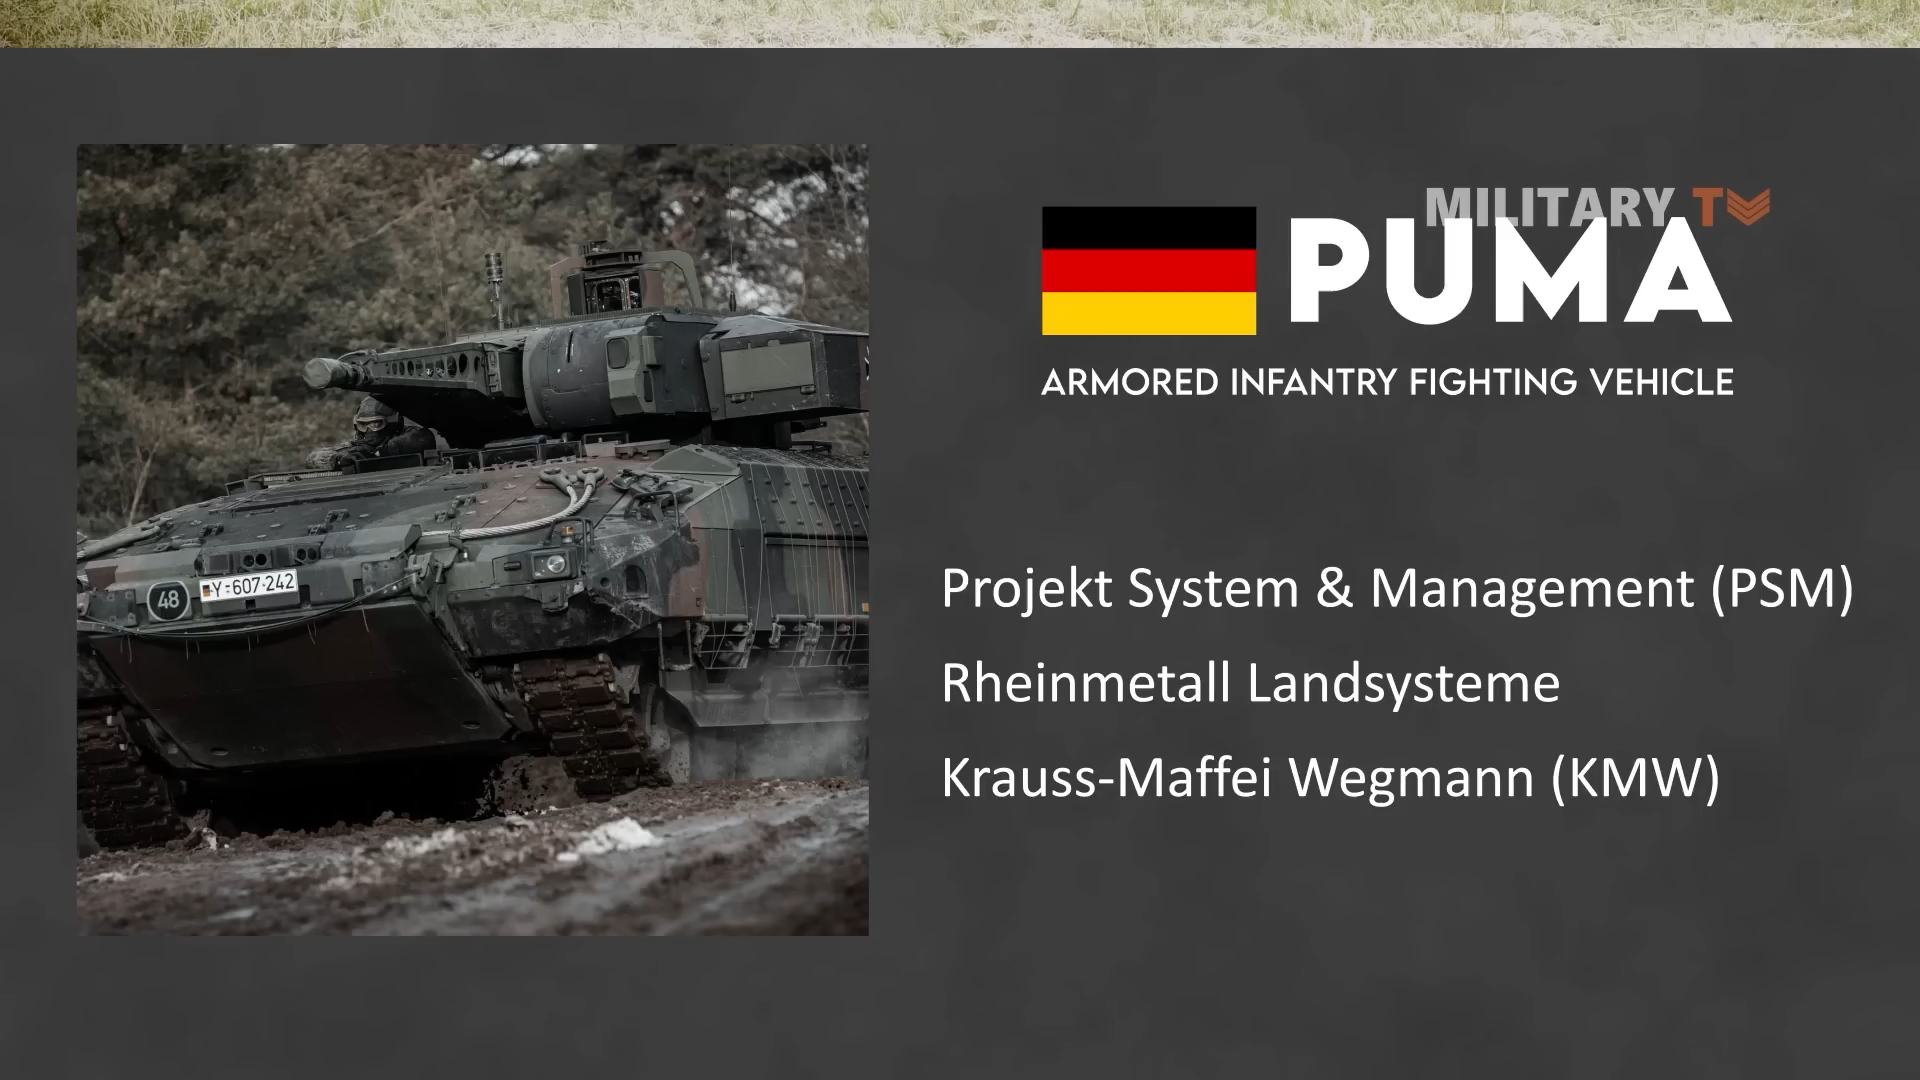 MILITARY TV
PUMA
ARMORED INFANTRY FIGHTING VEHICLE
48
Y-607 242
Projekt System & Management (PSM)
Rheinmetall Landsysteme
Krauss-Maffei Wegmann (KMW)